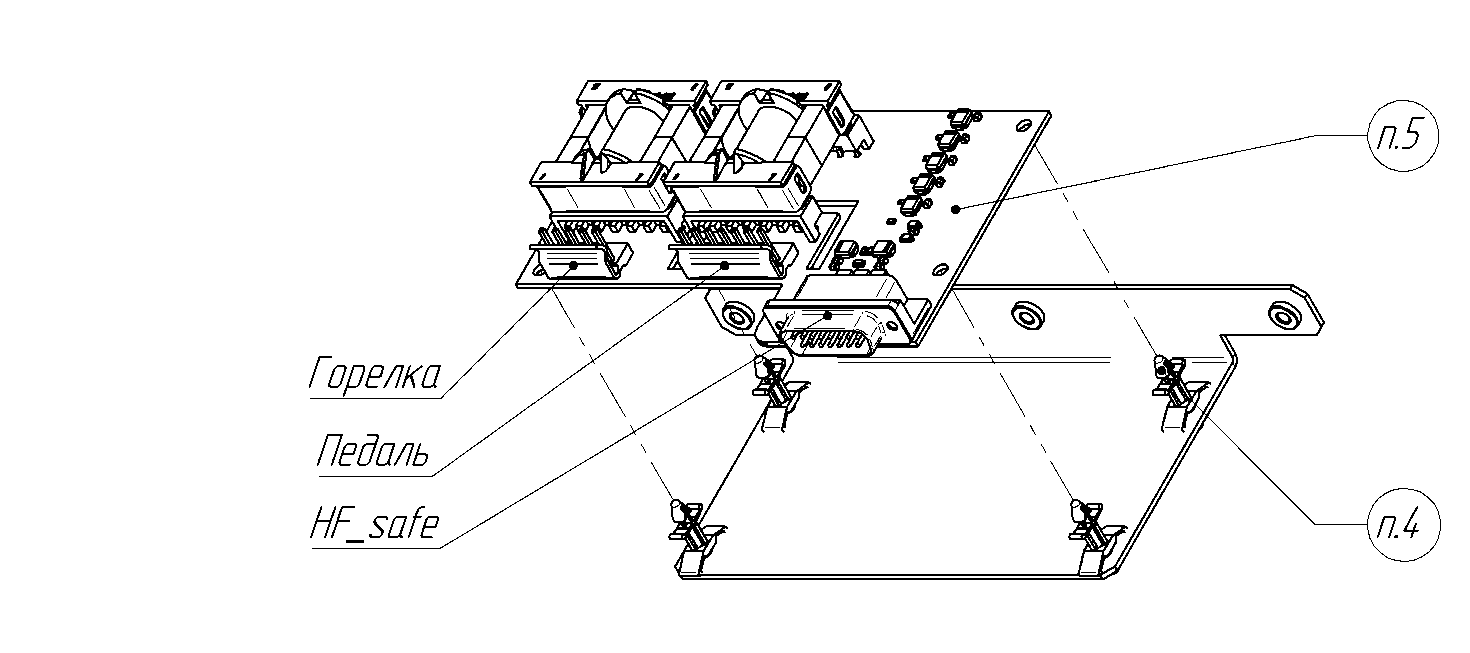 п.5
Горелка
Педаль
HF_safe
п.4